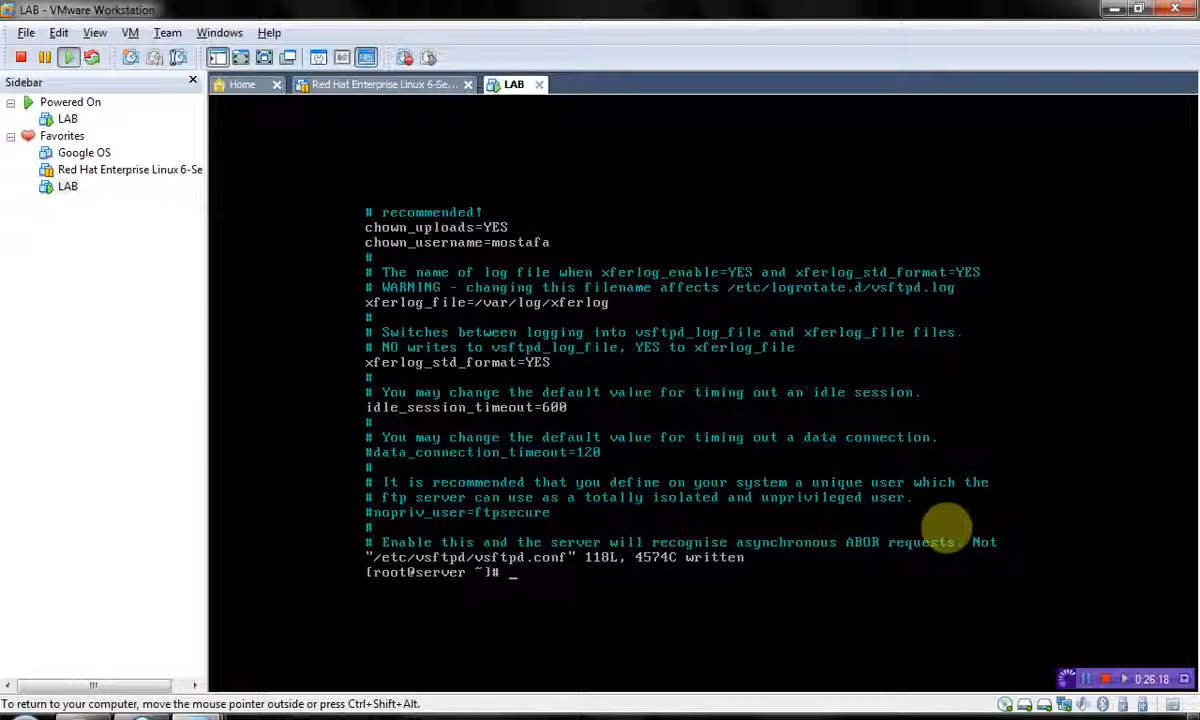 LAB - VMware Workstation
File Edit View VM Team Windows Help
Sidebar
Home
Red Hat Enterprise Linux 6-Se...
LAB
Powered On
LAB
Favorites
Google OS
Red Hat Enterprise Linux 6-Se
LAB
# recommended!
chown_uploads=YES
chown_username=mostafa
#
# The name of log file when xferlog_enable=YES and xferlog_std_format=YES
# WARNING - changing this filename affects /etc/logrotate.d/vsftpd.log
xferlog_file=/var/log/xferlog
#
# Switches between logging into vsftpd_log_file and xferlog_file files.
# NO writes to vsftpd_log_file, YES to xferlog_file
xferlog_std_format=YES
#
# You may change the default value for timing out an idle session.
idle_session_timeout=600
#
# You may change the default value for timing out a data connection.
#data_connection_timeout=120
#
# It is recommended that you define on your system a unique user which the
# ftp server can use as a totally isolated and unprivileged user.
#nopriv_user=ftpsecure
#
# Enable this and the server will recognise asynchronous ABOR requests. Not
"/etc/vsftpd/vsftpd.conf" 118L, 4574C written
[root@server ~]# _
0:26:18
To return to your computer, move the mouse pointer outside or press Ctrl+Shift+Alt.